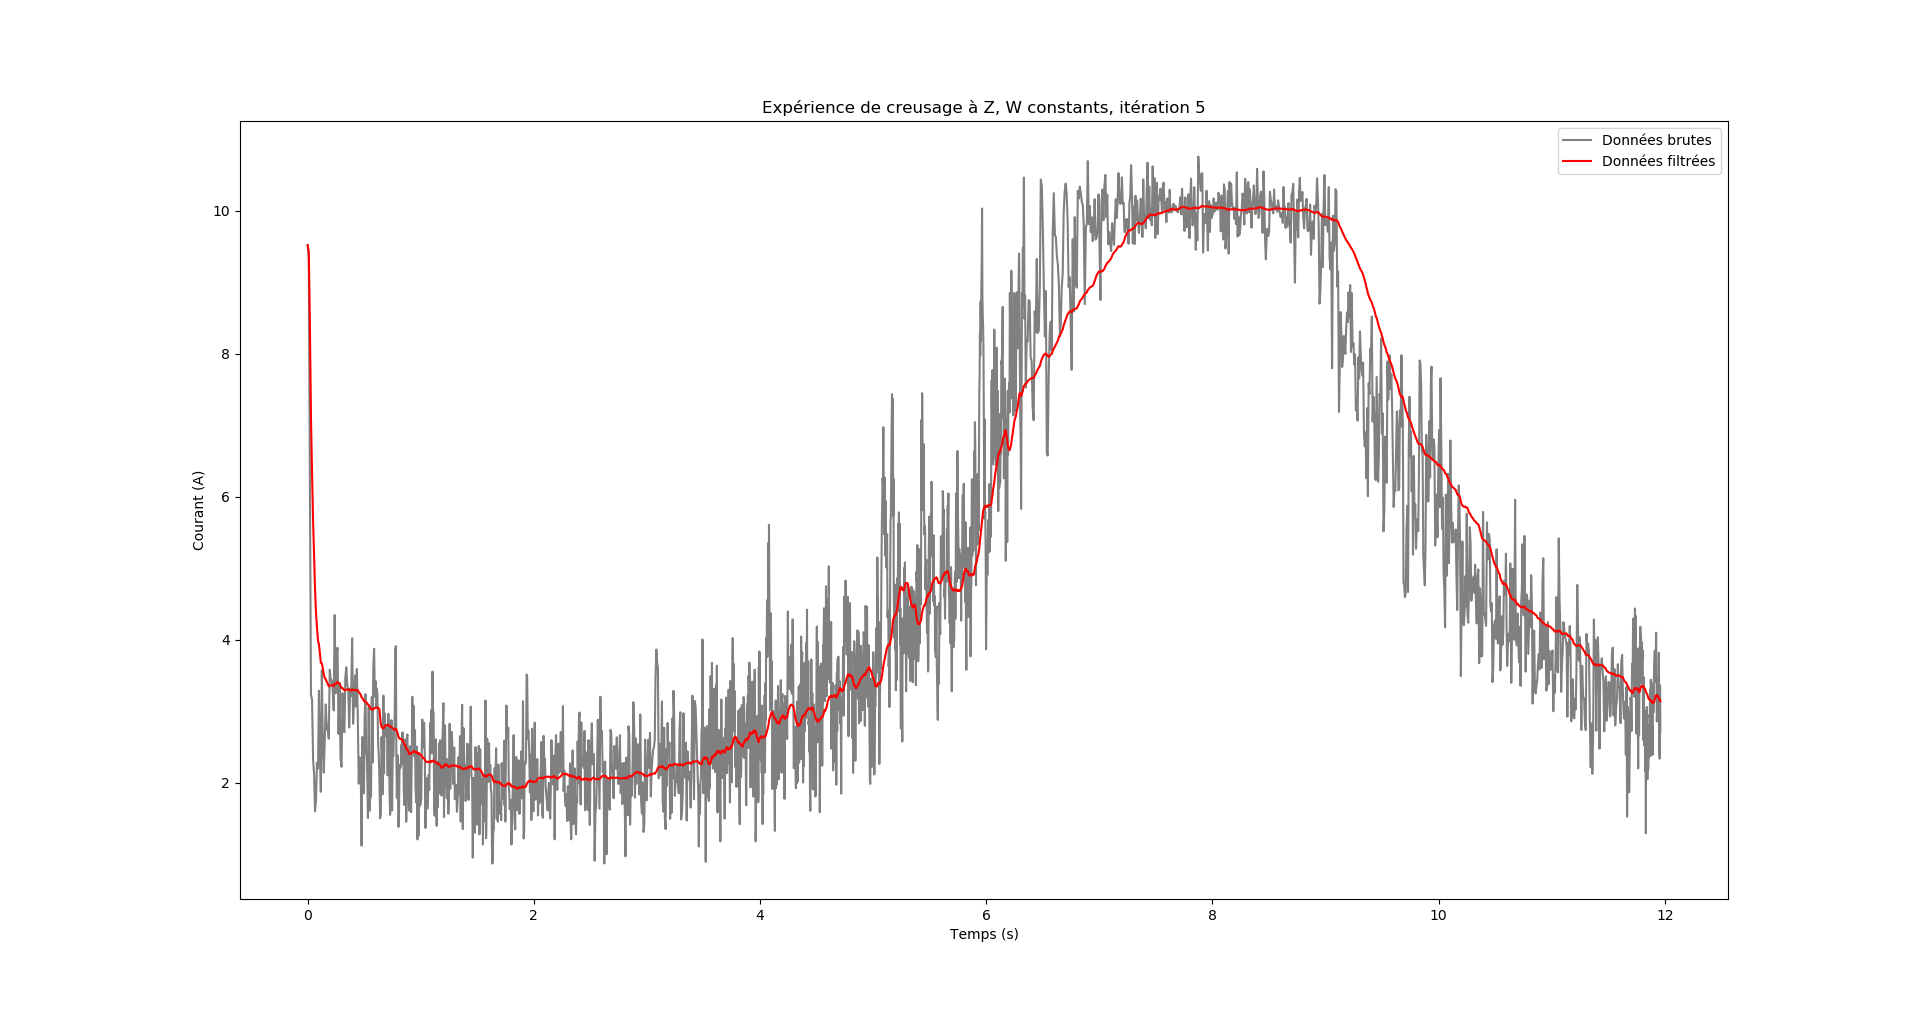 Expérience de creusage à Z, W constants, itération 5
Données brutes
Données filtrées
Courant (A)
10
8
6
4
2
0 2 4 6 8 10 12
Temps (s)